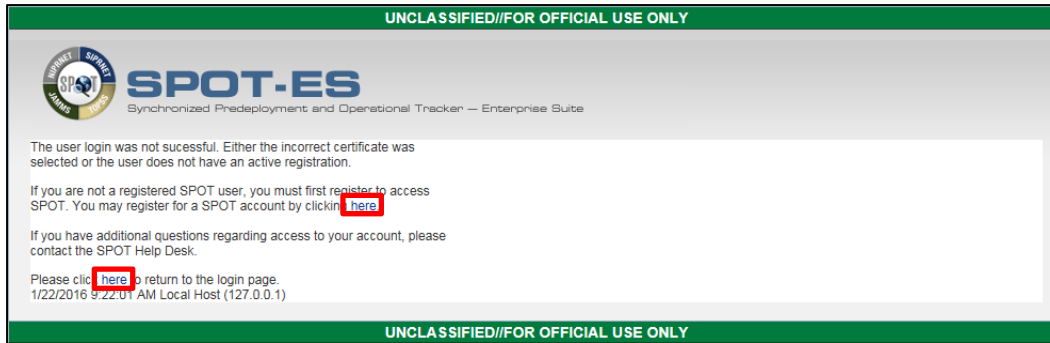 UNCLASSIFIED//FOR OFFICIAL USE ONLY
NIPRNET SIPRNET
SPOT
JAMMS TOPSS
SPOT-ES
Synchronized Predeployment and Operational Tracker — Enterprise Suite
The user login was not sucessful. Either the incorrect certificate was
selected or the user does not have an active registration.
If you are not a registered SPOT user, you must first register to access
SPOT. You may register for a SPOT account by clicking here.
If you have additional questions regarding access to your account, please
contact the SPOT Help Desk.
Please click here to return to the login page.
1/22/2016 9:22:01 AM Local Host (127.0.0.1)
UNCLASSIFIED//FOR OFFICIAL USE ONLY